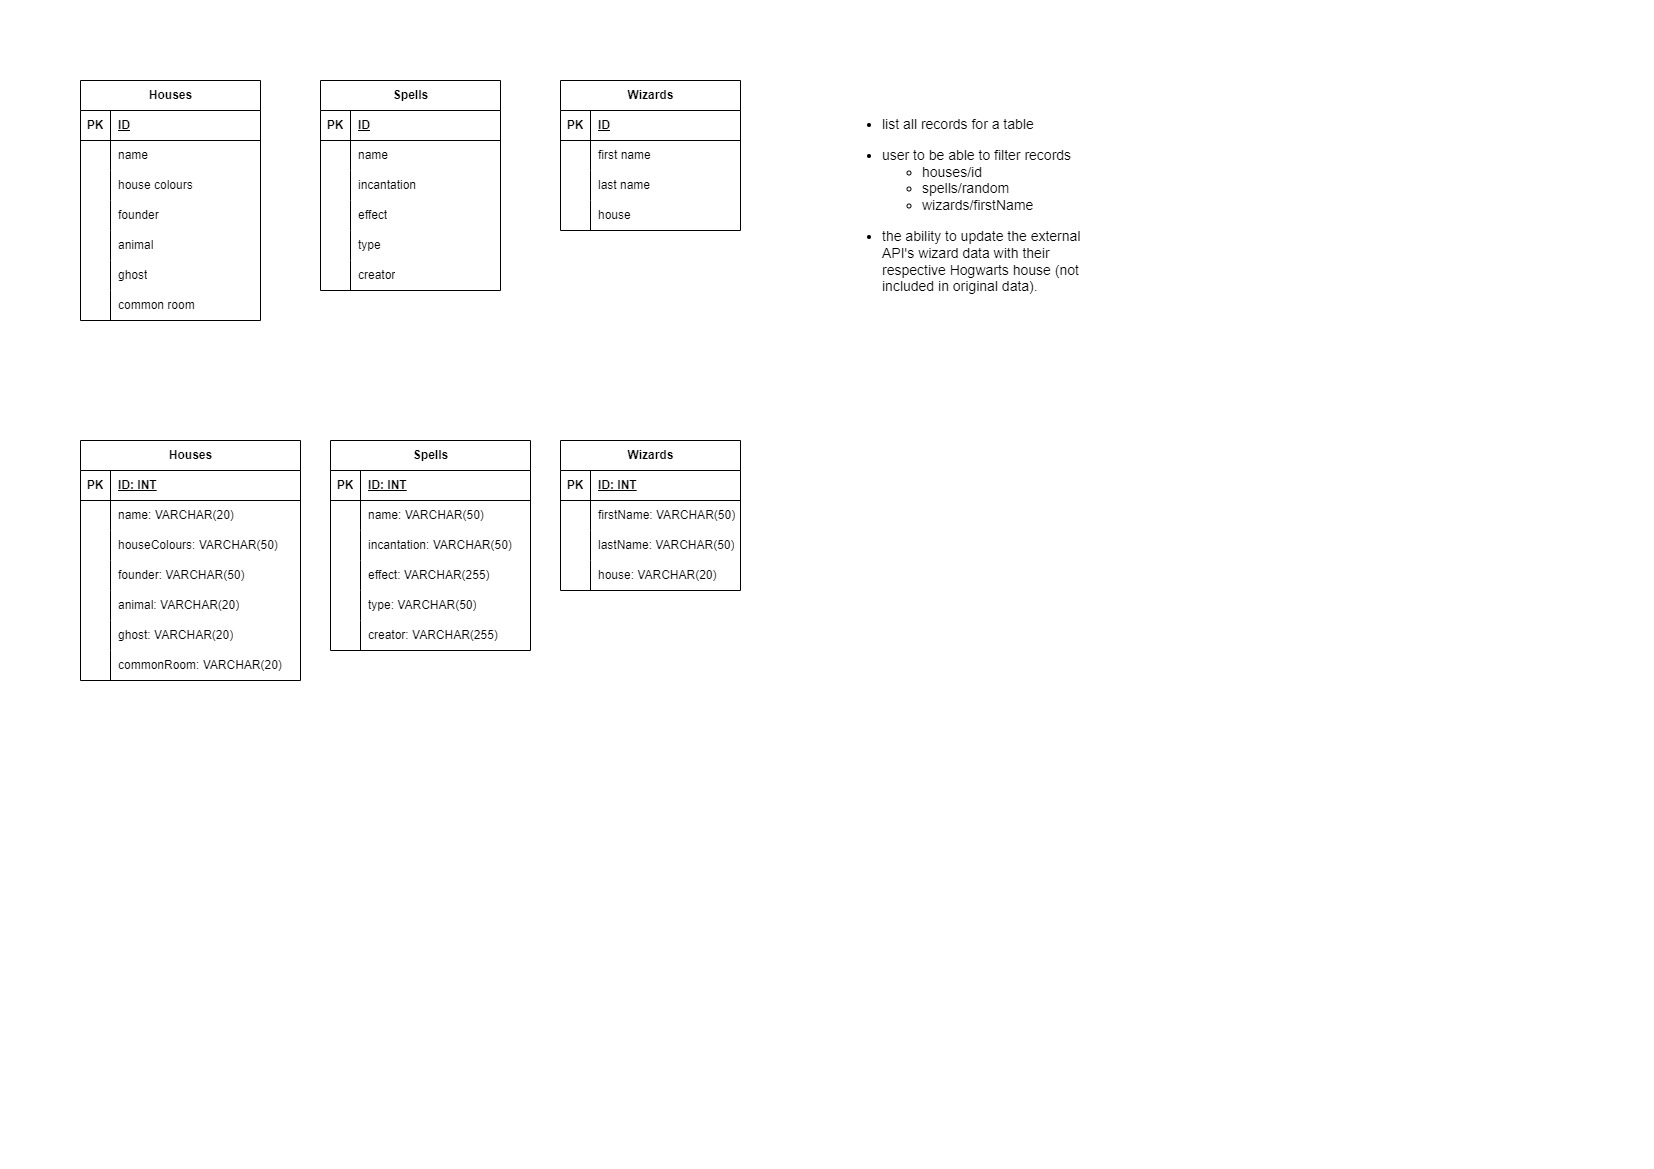 Houses
PK ID
name
house colours
founder
animal
ghost
common room
Spells
PK ID
name
incantation
effect
type
creator
Wizards
PK ID
first name
last name
house
list all records for a table
user to be able to filter records
houses/id
spells/random
wizards/firstName
the ability to update the external
API's wizard data with their
respective Hogwarts house (not
included in original data).
Houses
PK ID: INT
name: VARCHAR(20)
houseColours: VARCHAR(50)
founder: VARCHAR(50)
animal: VARCHAR(20)
ghost: VARCHAR(20)
commonRoom: VARCHAR(20)
Spells
PK ID: INT
name: VARCHAR(50)
incantation: VARCHAR(50)
effect: VARCHAR(255)
type: VARCHAR(50)
creator: VARCHAR(255)
Wizards
PK ID: INT
firstName: VARCHAR(50)
lastName: VARCHAR(50)
house: VARCHAR(20)